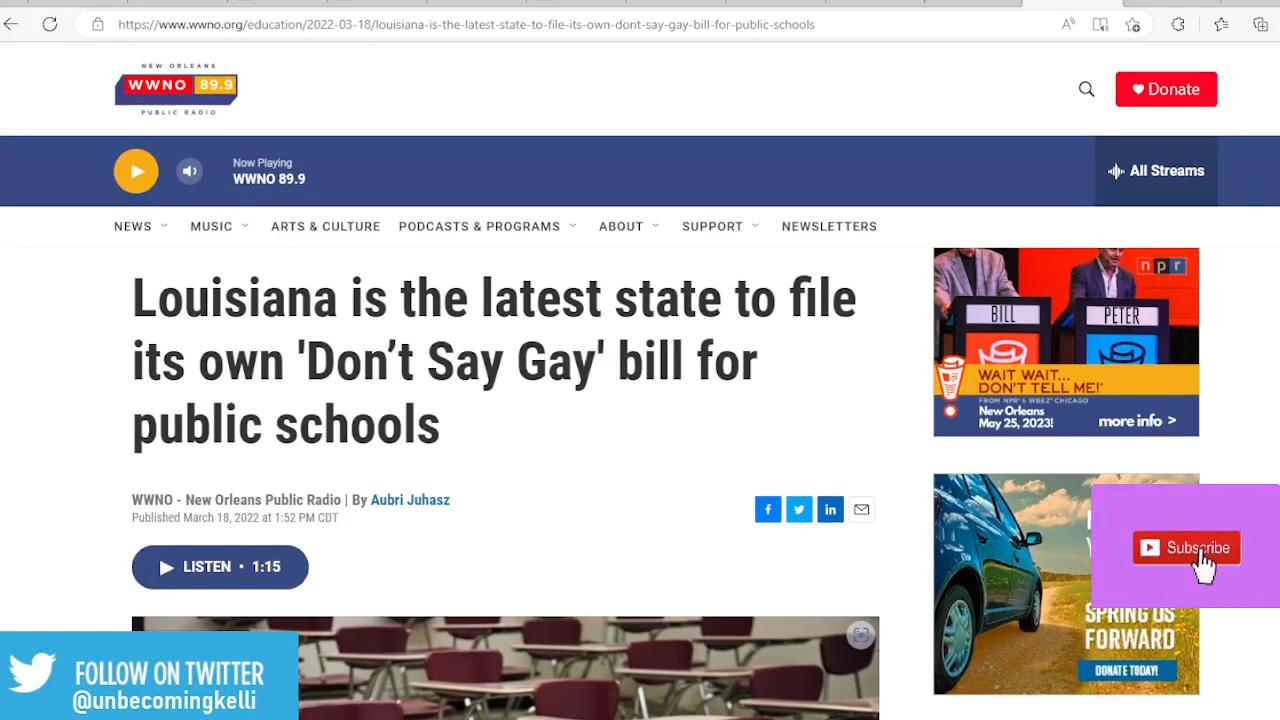 https://www.wwno.org/education/2022-03-18/louisiana-is-the-latest-state-to-file-its-own-dont-say-gay-bill-for-public-schools
NEW ORLEANS
WWNO 89.9
PUBLIC RADIO
Donate
Now Playing
WWNO 89.9
All Streams
NEWS
MUSIC
ARTS & CULTURE
PODCASTS & PROGRAMS
ABOUT
SUPPORT
NEWSLETTERS
Louisiana is the latest state to file
its own 'Don’t Say Gay' bill for
public schools
WWNO - New Orleans Public Radio | By Aubri Juhasz
Published March 18, 2022 at 1:52 PM CDT
LISTEN • 1:15
npr
BILL
PETER
WAIT WAIT...
DON'T TELL ME!
FROM NPR & WBEZ CHICAGO
New Orleans
May 25, 2023!
more info >
Subscribe
SPRING US
FORWARD
DONATE TODAY!
FOLLOW ON TWITTER
@unbecomingkelli